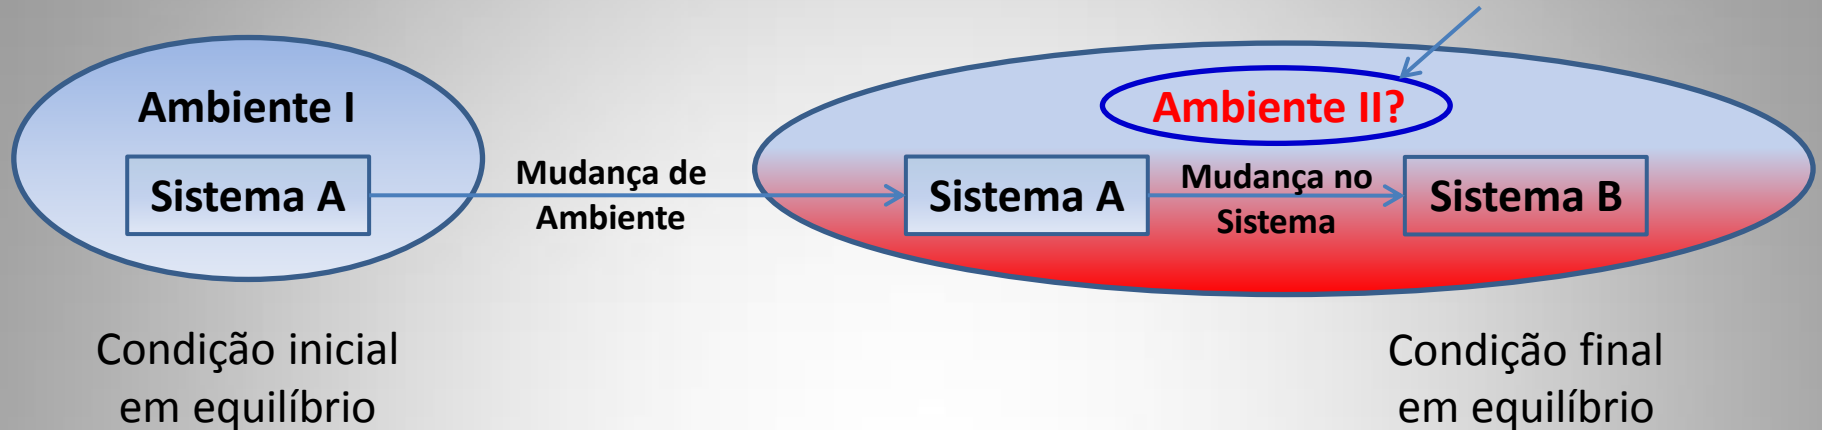 Ambiente I
Sistema A
Mudança de
Ambiente
Ambiente II?
Sistema A
Mudança no
Sistema
Sistema B
Condição inicial
em equilíbrio
Condição final
em equilíbrio